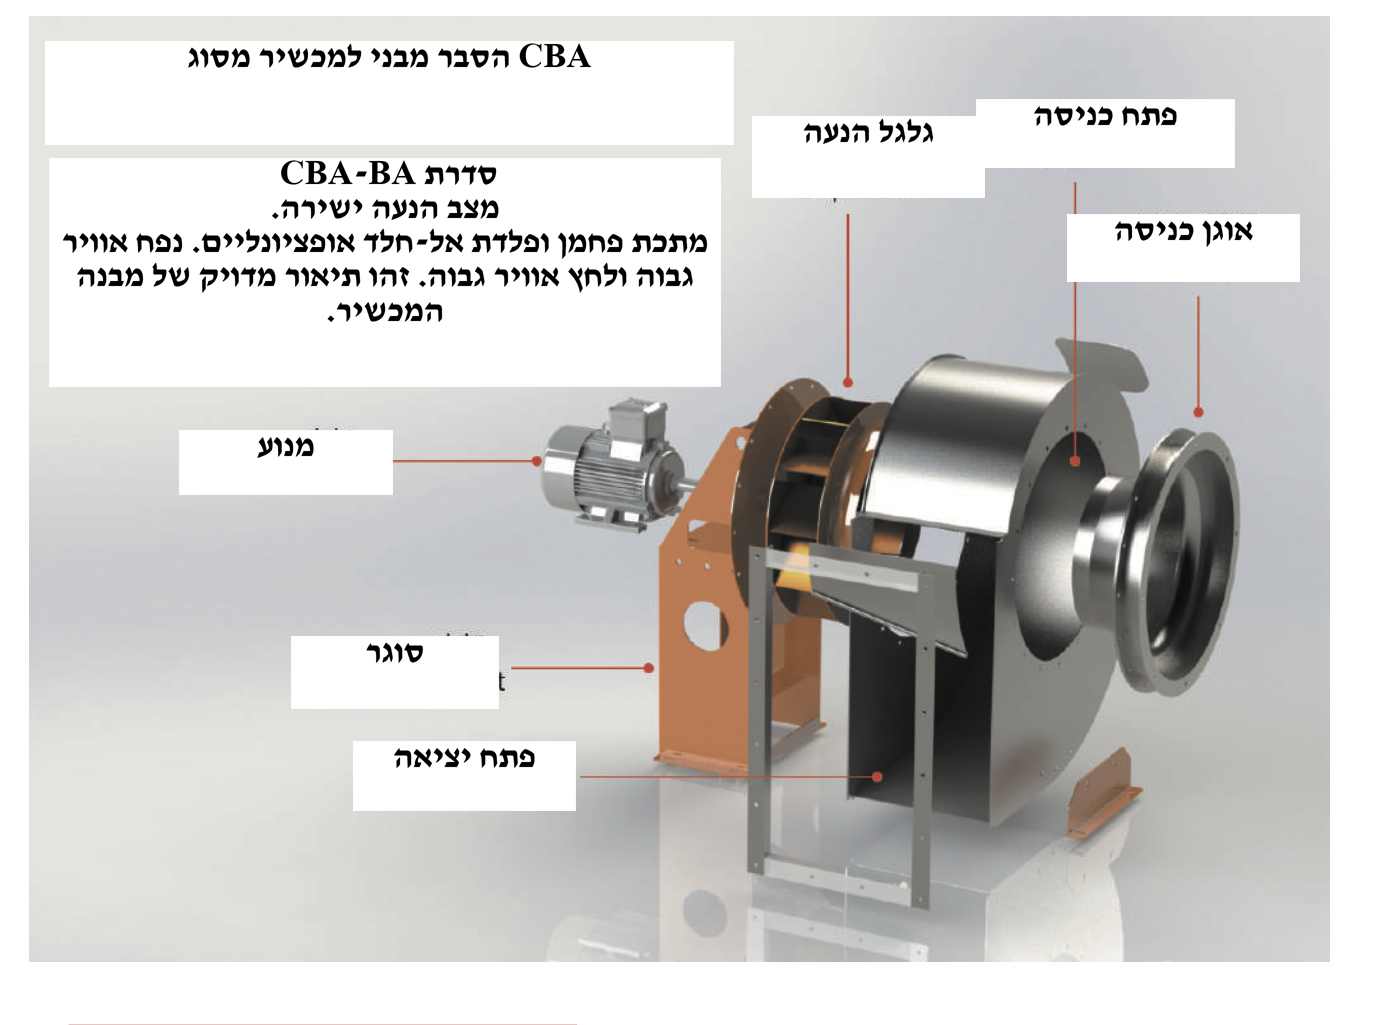 הסבר מבני למכשיר מסוג CBA
סדרת CBA-BA
מצב הנעה ישירה.
מתכת פחמן ופלדת אל-חלד אופציונליים. נפח אוויר
גבוה ולחץ אוויר גבוה. זהו תיאור מדויק של מבנה
המכשיר.
פתח כניסה
גלגל הנעה
אוגן כניסה
מנוע
סוגר
t
פתח יציאה